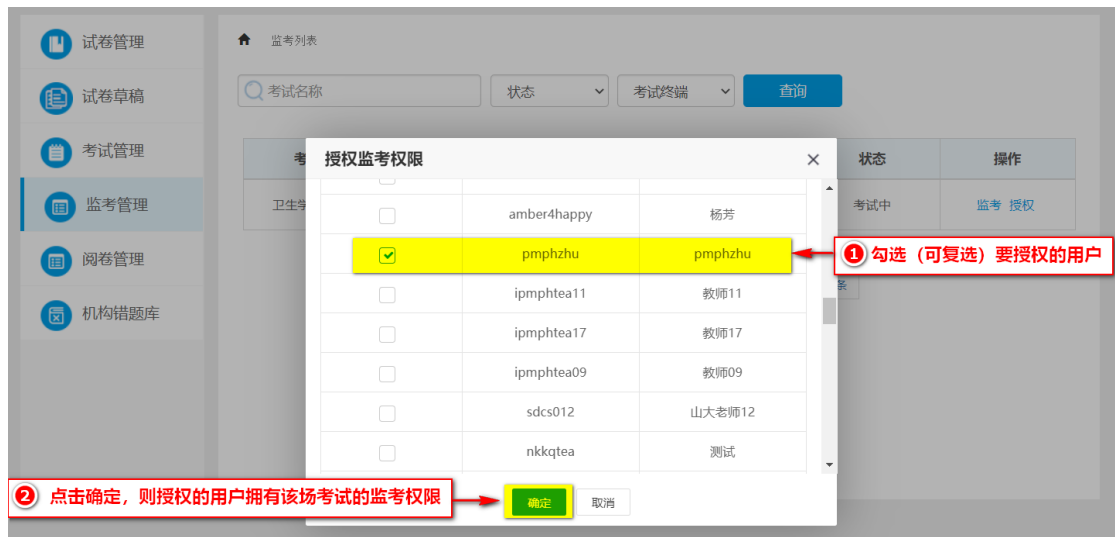 试卷管理
监考列表
试卷草稿
考试名称
状态
考试终端
查询
考试管理
考
授权监考权限
×
状态
操作
监考管理
卫生学
amber4happy 杨芳
考试中
监考 授权
pmphzhu pmphzhu
1 勾选（可复选）要授权的用户
阅卷管理
ipmphtea11 教师11
条
机构错题库
ipmphtea17 教师17
ipmphtea09 教师09
sdcs012 山大老师12
nkkqtea 测试
2 点击确定，则授权的用户拥有该场考试的监考权限
确定
取消